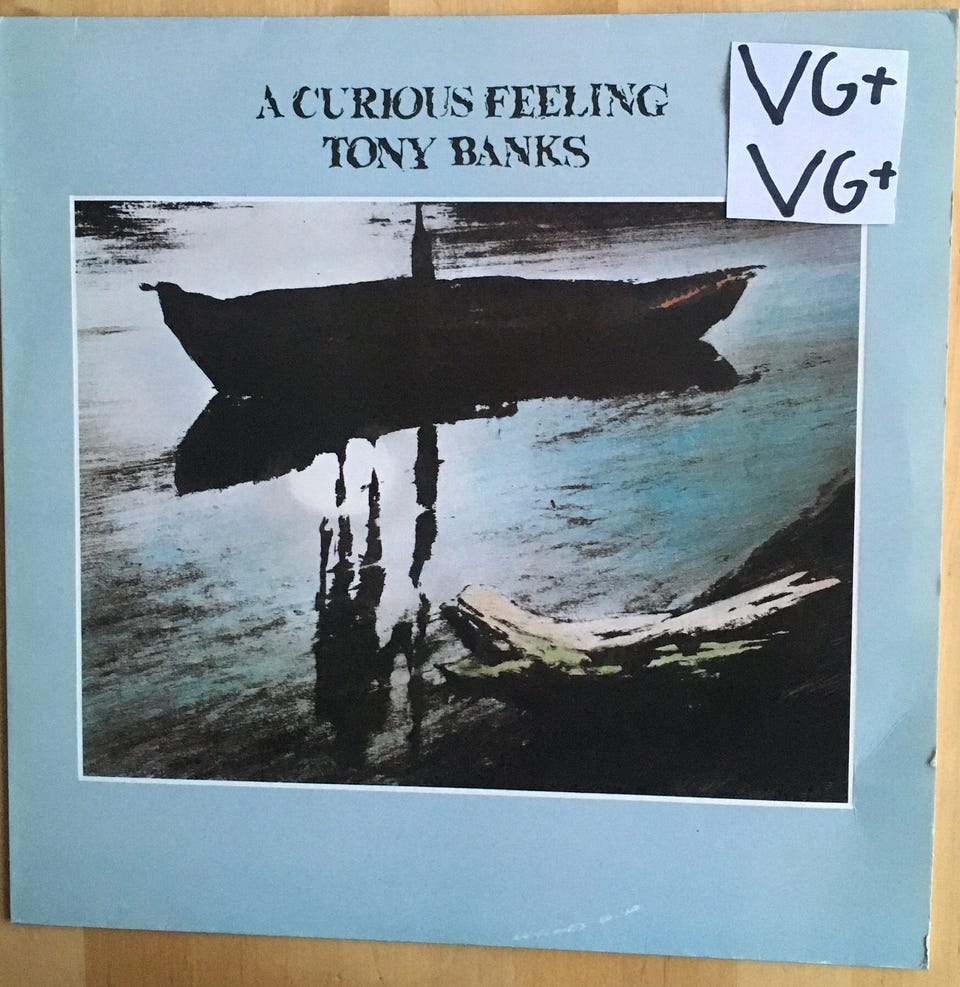 A CURIOUS FEELING
TONY BANKS
VG+
VG+